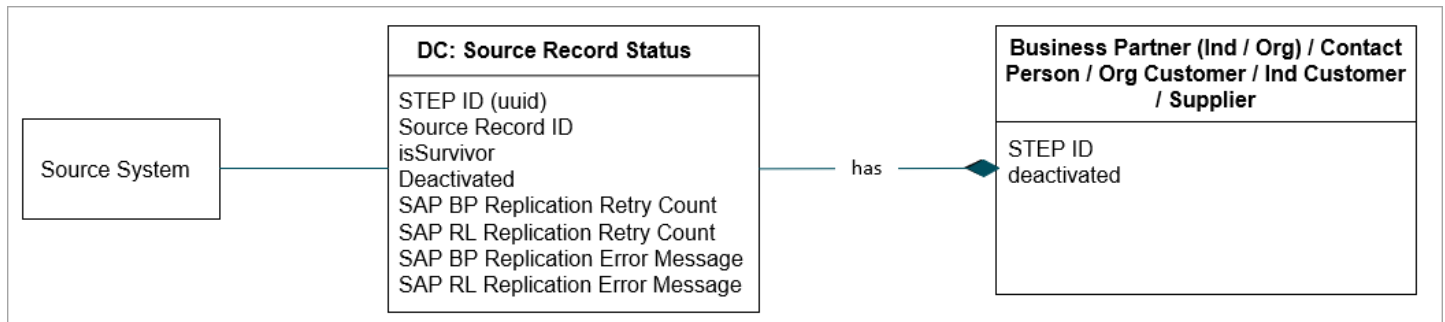 Source System
DC: Source Record Status
STEP ID (uuid)
Source Record ID
isSurvivor
Deactivated
SAP BP Replication Retry Count
SAP RL Replication Retry Count
SAP BP Replication Error Message
SAP RL Replication Error Message
has
Business Partner (Ind / Org) / Contact
Person / Org Customer / Ind Customer
/ Supplier
STEP ID
deactivated